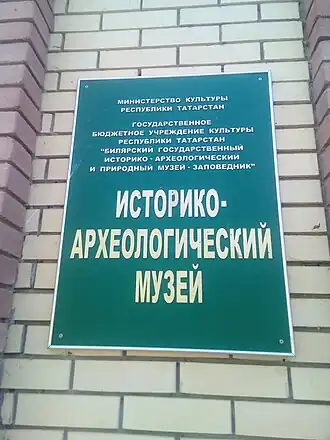 МИНИСТЕРСТВО КУЛЬТУРЫ
РЕСПУБЛИКИ ТАТАРСТАН
ГОСУДАРСТВЕННОЕ
БЮДЖЕТНОЕ УЧРЕЖДЕНИЕ КУЛЬТУРЫ
РЕСПУБЛИКИ ТАТАРСТАН
"БИЛЯРСКИЙ ГОСУДАРСТВЕННЫЙ
ИСТОРИКО - АРХЕОЛОГИЧЕСКИЙ
И ПРИРОДНЫЙ МУЗЕЙ - ЗАПОВЕДНИК"
ИСТОРИКО-
АРХЕОЛОГИЧЕСКИЙ
МУЗЕЙ